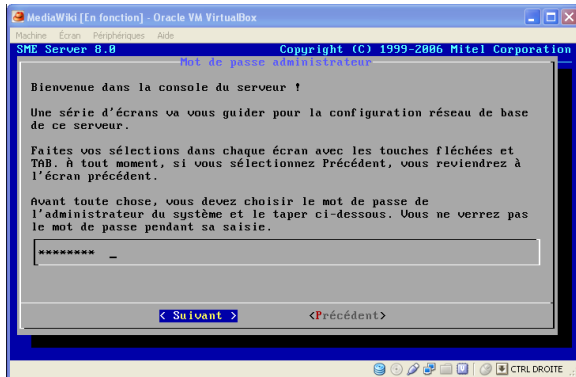 MediaWiki [En fonction] - Oracle VM VirtualBox
Machine Écran Périphériques Aide
SME Server 8.0 Copyright (C) 1999-2006 Mitel Corporation
Mot de passe administrateur
Bienvenue dans la console du serveur !
Une série d'écrans va vous guider pour la configuration réseau de base
de ce serveur.
Faites vos sélections dans chaque écran avec les touches fléchées et
TAB. À tout moment, si vous sélectionnez Précédent, vous reviendrez à
l'écran précédent.
Avant toute chose, vous devez choisir le mot de passe de
l'administrateur du système et le taper ci-dessous. Vous ne verrez pas
le mot de passe pendant sa saisie.
******** _
< Suivant > <Précédent>
CTRL DROITE